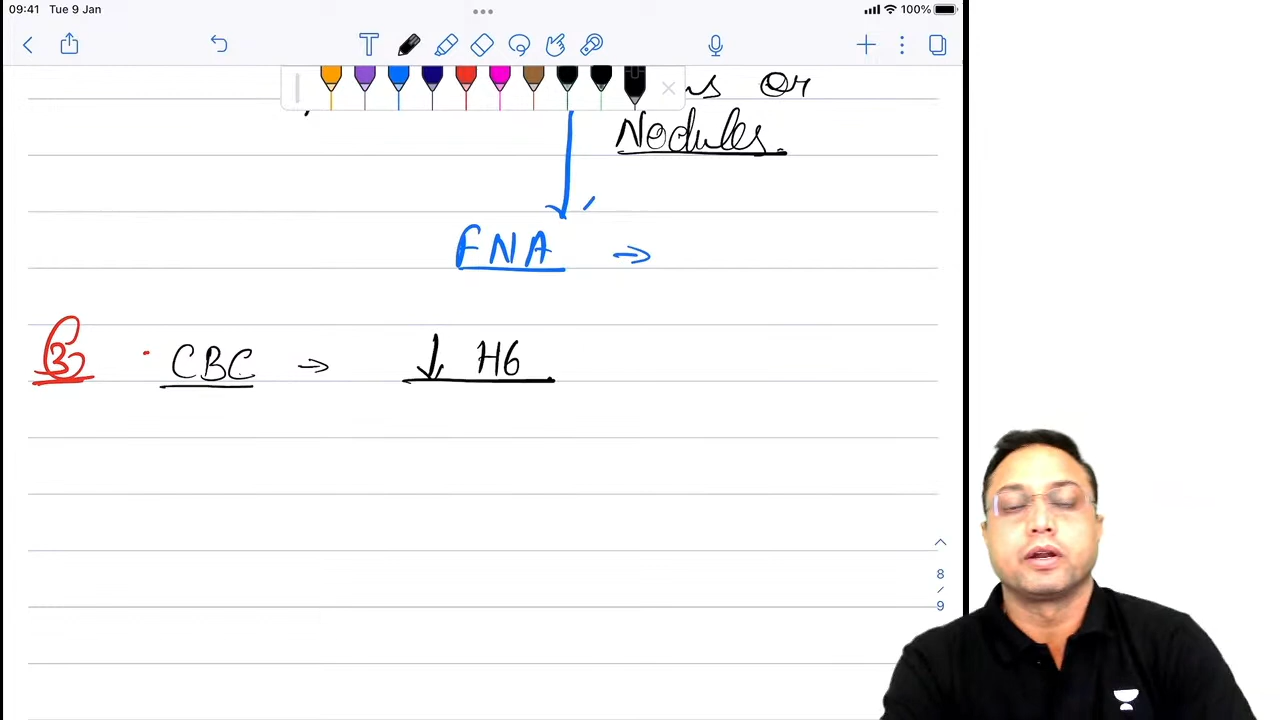 09:41 Tue 9 Jan
100%
T
or
Nodules.
FNA →
3 CBC → ↓ Hb
8
/
9